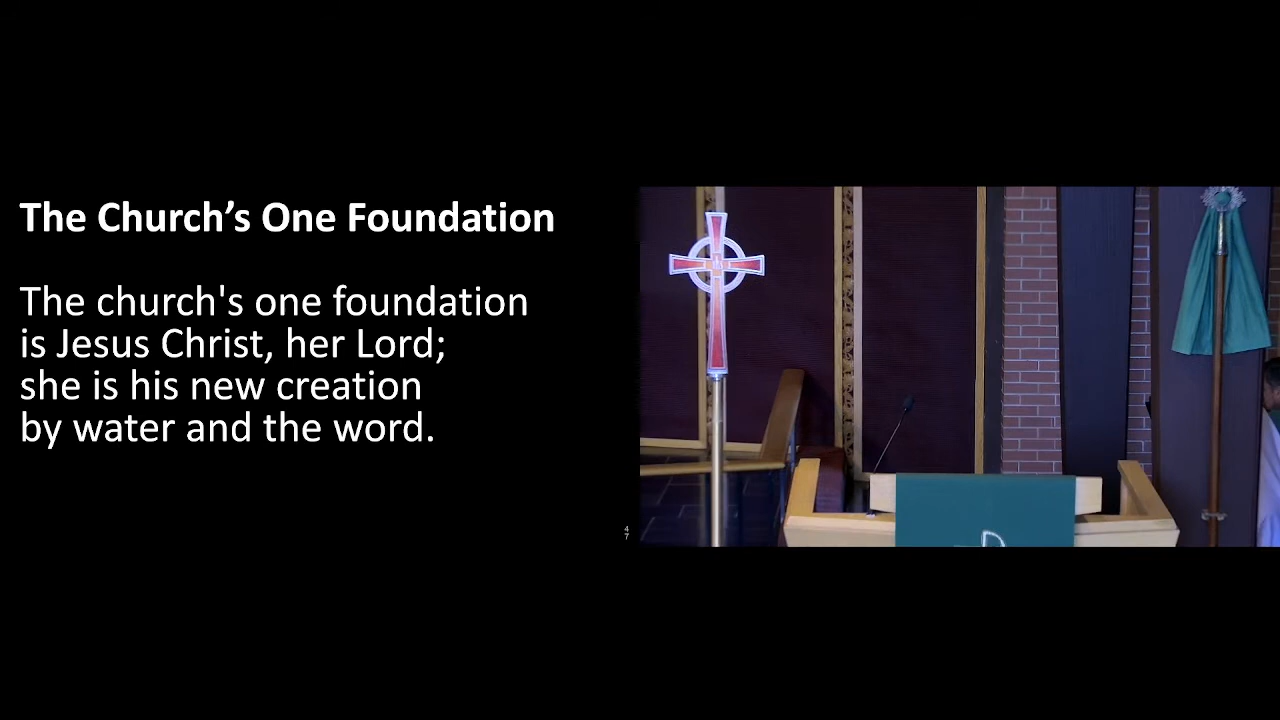 The Church’s One Foundation
The church's one foundation
is Jesus Christ, her Lord;
she is his new creation
by water and the word.
47